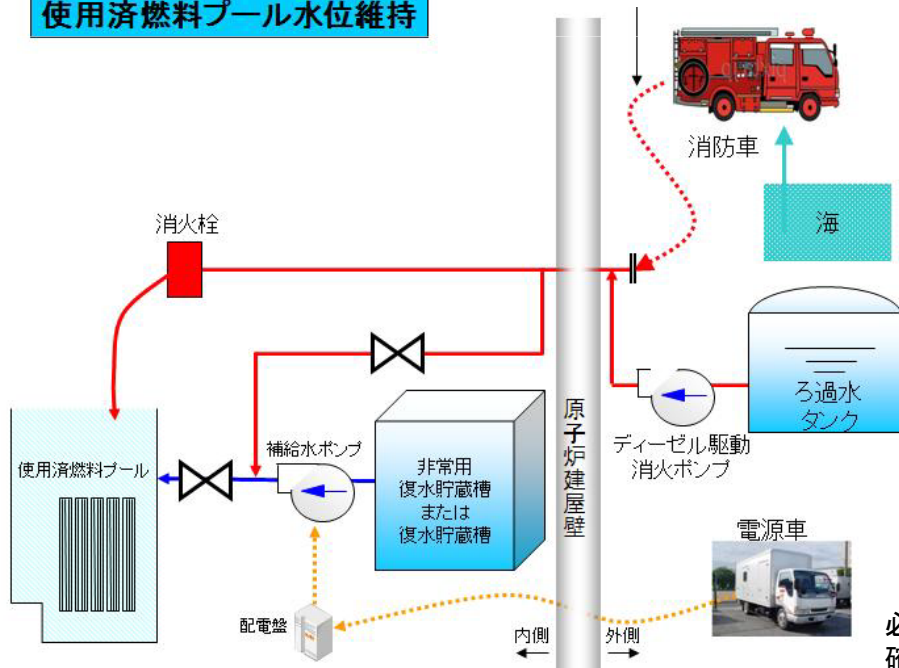 使用済燃料プール水位維持
消防車
海
消火栓
ろ過水
タンク
ディーゼル駆動
消火ポンプ
原子炉建屋壁
使用済燃料プール
補給水ポンプ
非常用
復水貯蔵槽
または
復水貯蔵槽
電源車
配電盤
内側
外側
必
確